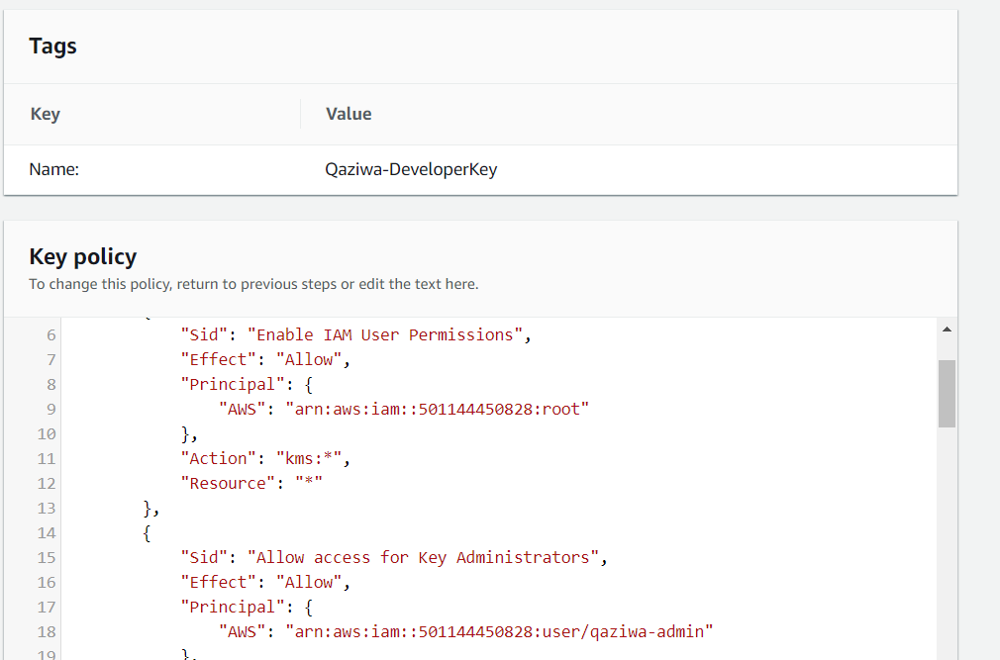 Tags
Key Value
Name: Qaziwa-DeveloperKey
Key policy
To change this policy, return to previous steps or edit the text here.
6 "Sid": "Enable IAM User Permissions",
7 "Effect": "Allow",
8 "Principal": {
9 "AWS": "arn:aws:iam::501144450828:root"
10 },
11 "Action": "kms:*",
12 "Resource": "*"
13 },
14 {
15 "Sid": "Allow access for Key Administrators",
16 "Effect": "Allow",
17 "Principal": {
18 "AWS": "arn:aws:iam::501144450828:user/qaziwa-admin"
19 },